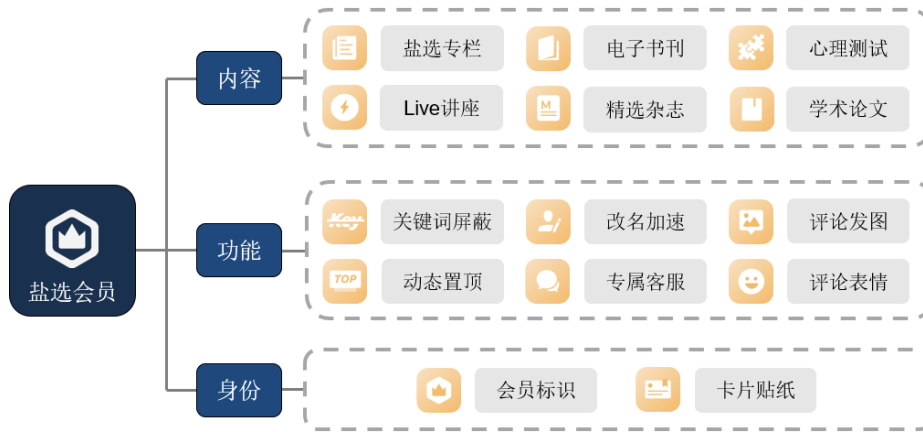 盐选会员
内容
盐选专栏
电子书刊
心理测试
Live讲座
精选杂志
M
学术论文
功能
Key
关键词屏蔽
改名加速
评论发图
TOP
动态置顶
专属客服
评论表情
身份
会员标识
卡片贴纸